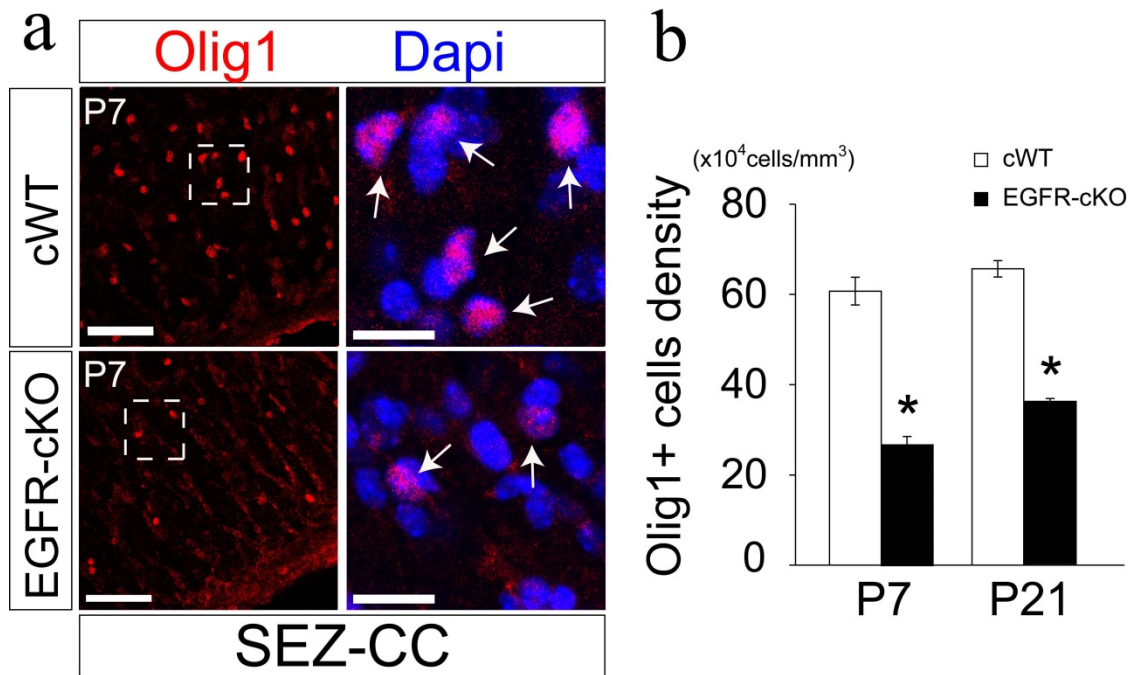 a
Olig1 Dapi
cWT
P7
EGFR-cKO
P7
SEZ-CC
b
(x10⁴cells/mm³)
cWT
EGFR-cKO
Olig1+ cells density
80
60
40
20
0
*
*
P7 P21